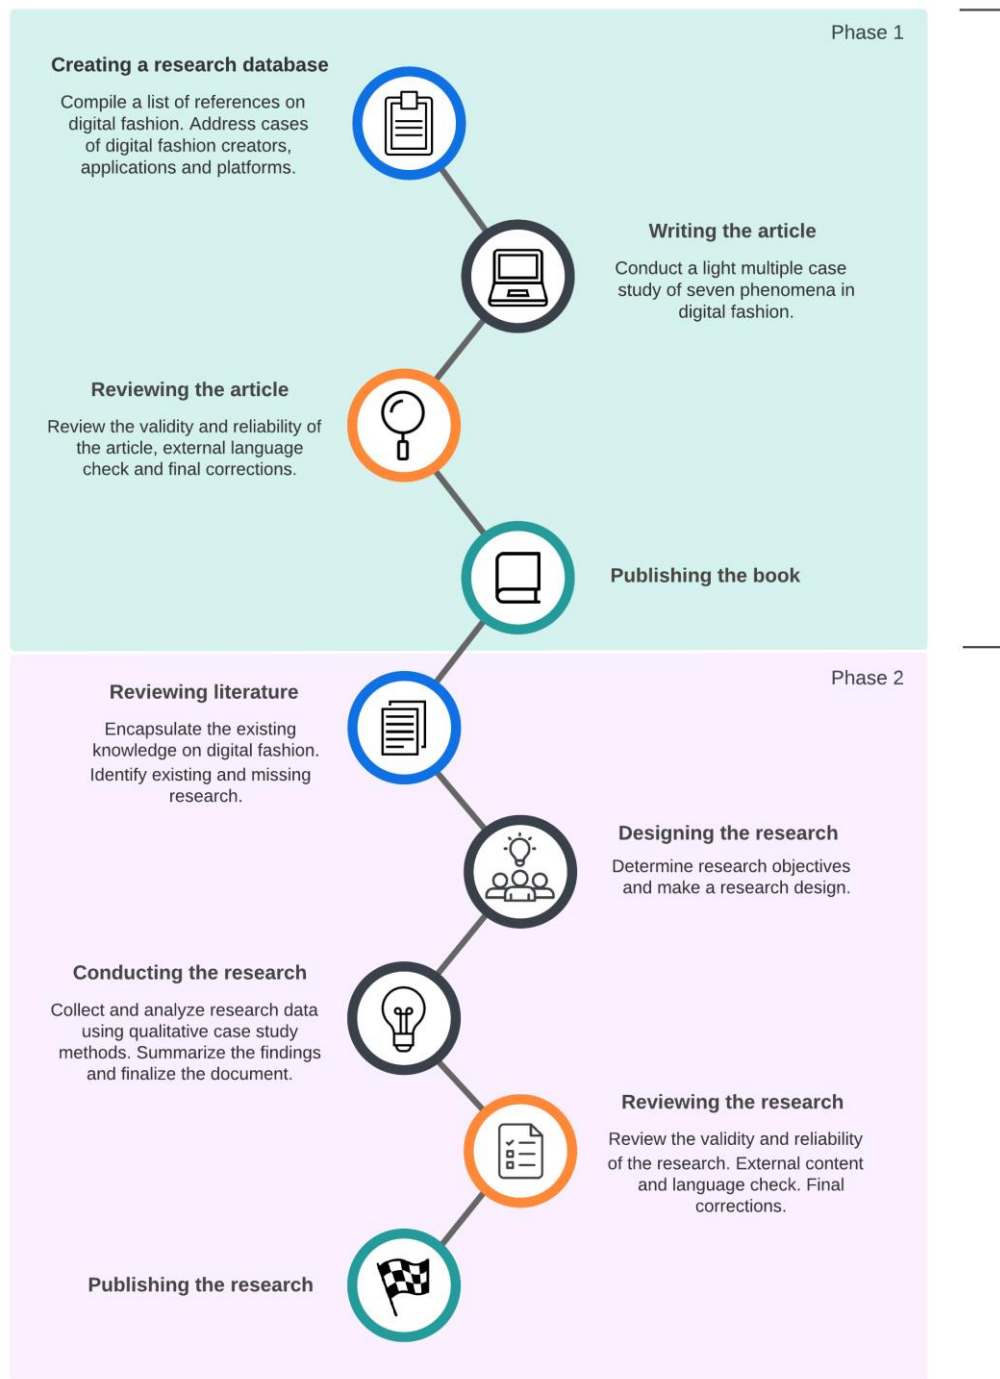 Phase 1
Creating a research database
Compile a list of references on
digital fashion. Address cases
of digital fashion creators,
applications and platforms.
Writing the article
Conduct a light multiple case
study of seven phenomena in
digital fashion.
Reviewing the article
Review the validity and reliability of
the article, external language
check and final corrections.
Publishing the book
Phase 2
Reviewing literature
Encapsulate the existing
knowledge on digital fashion.
Identify existing and missing
research.
Designing the research
Determine research objectives
and make a research design.
Conducting the research
Collect and analyze research data
using qualitative case study
methods. Summarize the findings
and finalize the document.
Reviewing the research
Review the validity and reliability
of the research. External content
and language check. Final
corrections.
Publishing the research